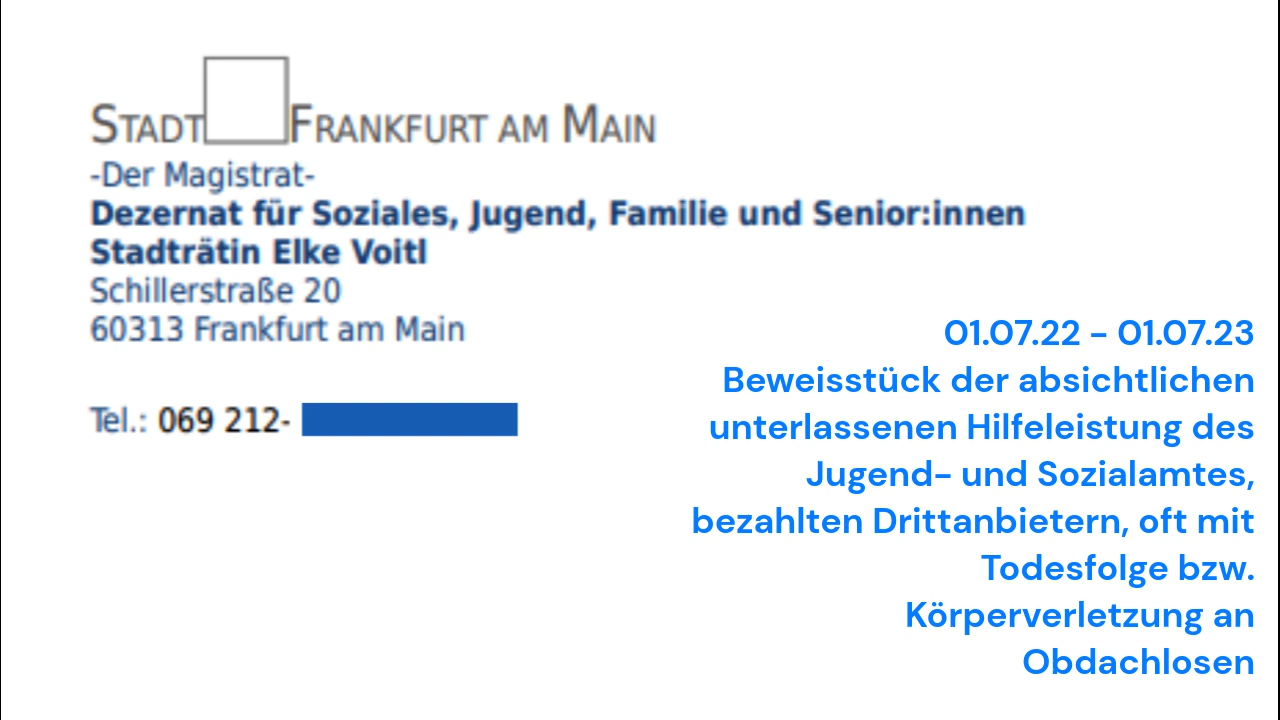 STADT FRANKFURT AM MAIN
-Der Magistrat-
Dezernat für Soziales, Jugend, Familie und Senior:innen
Stadträtin Elke Voitl
Schillerstraße 20
60313 Frankfurt am Main
Tel.: 069 212-
01.07.22 – 01.07.23
Beweisstück der absichtlichen
unterlassenen Hilfeleistung des
Jugend- und Sozialamtes,
bezahlten Drittanbietern, oft mit
Todesfolge bzw.
Körperverletzung an
Obdachlosen